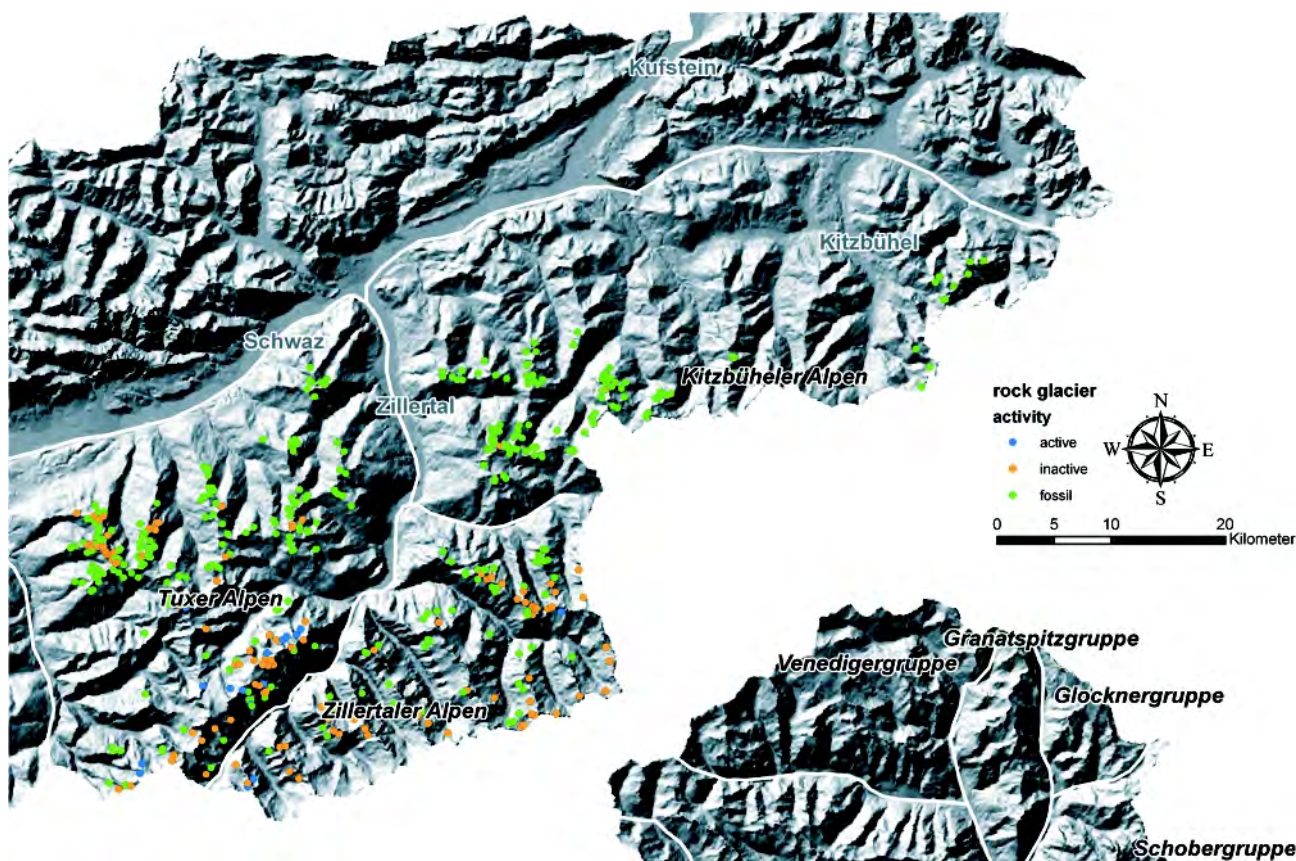 Kufstein
Kitzbühel
Schwaz
Kitzbüheler Alpen
Zillertal
rock glacier
activity
active
inactive
fossil
N
W E
S
0 5 10 20
Kilometer
Tuxer Alpen
Zillertaler Alpen
Granatspitzgruppe
Venedigergruppe
Glocknergruppe
Schobergruppe